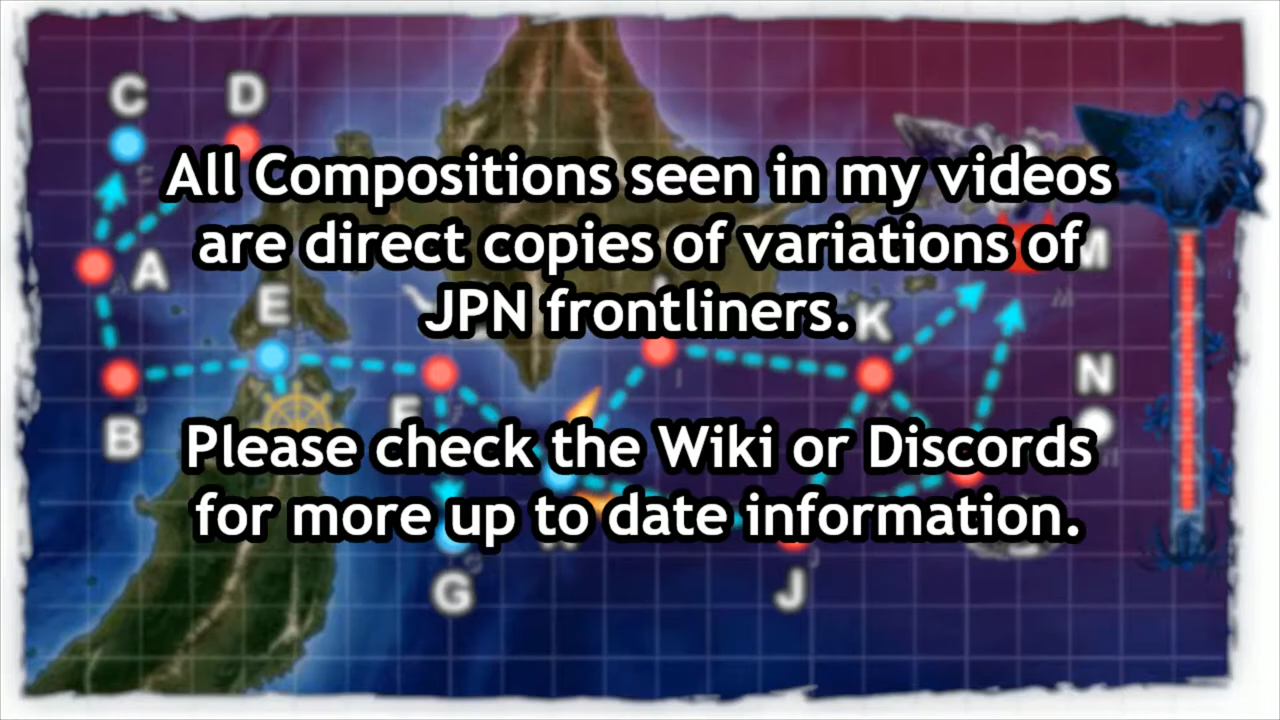 C D
All Compositions seen in my videos
are direct copies of variations of
JPN frontliners.
Please check the Wiki or Discords
for more up to date information.
A
E
M
K
N
B
F
G
J